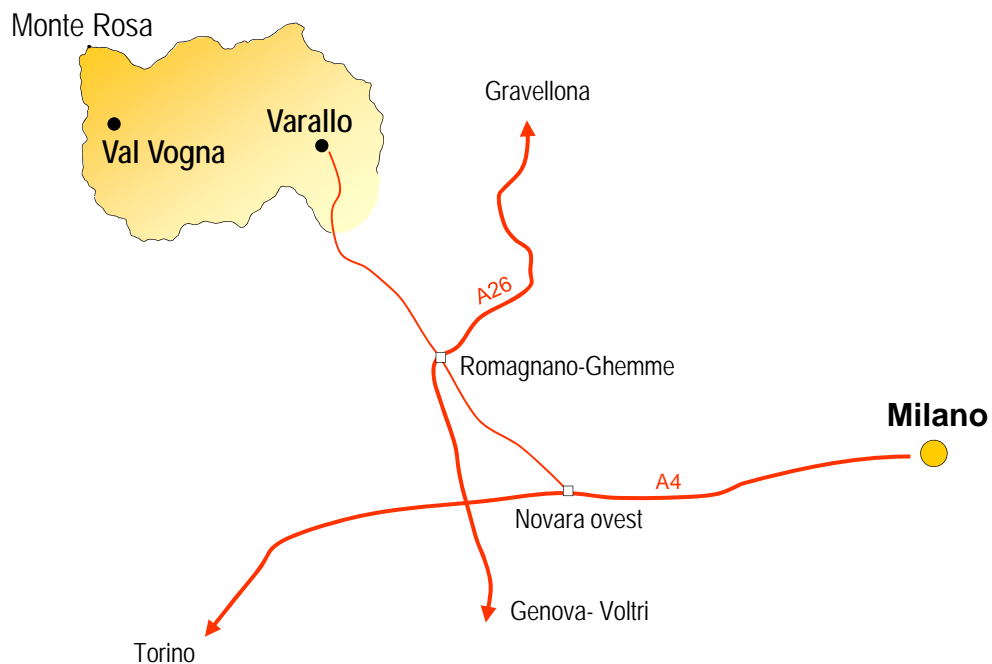 Monte Rosa
Gravellona
Varallo
Val Vogna
A26
Romagnano-Ghemme
Milano
A4
Novara ovest
Genova- Voltri
Torino